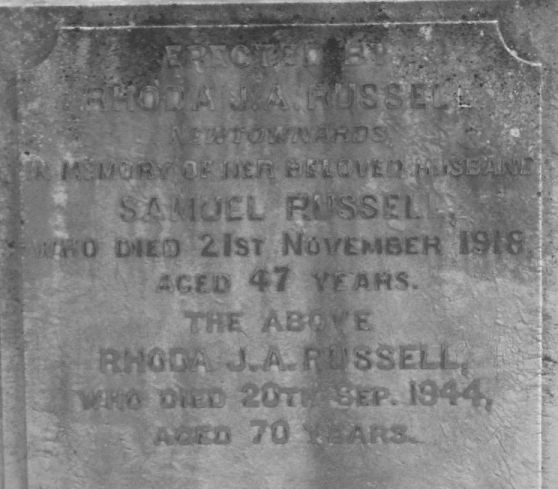 ERECTED BY
RHODA J.A. RUSSELL
NEWTOWNARDS
IN MEMORY OF HER BELOVED HUSBAND
SAMUEL RUSSELL,
WHO DIED 21ST NOVEMBER 1918,
AGED 47 YEARS.
THE ABOVE
RHODA J.A. RUSSELL,
WHO DIED 20TH SEP. 1944,
AGED 70 YEARS.